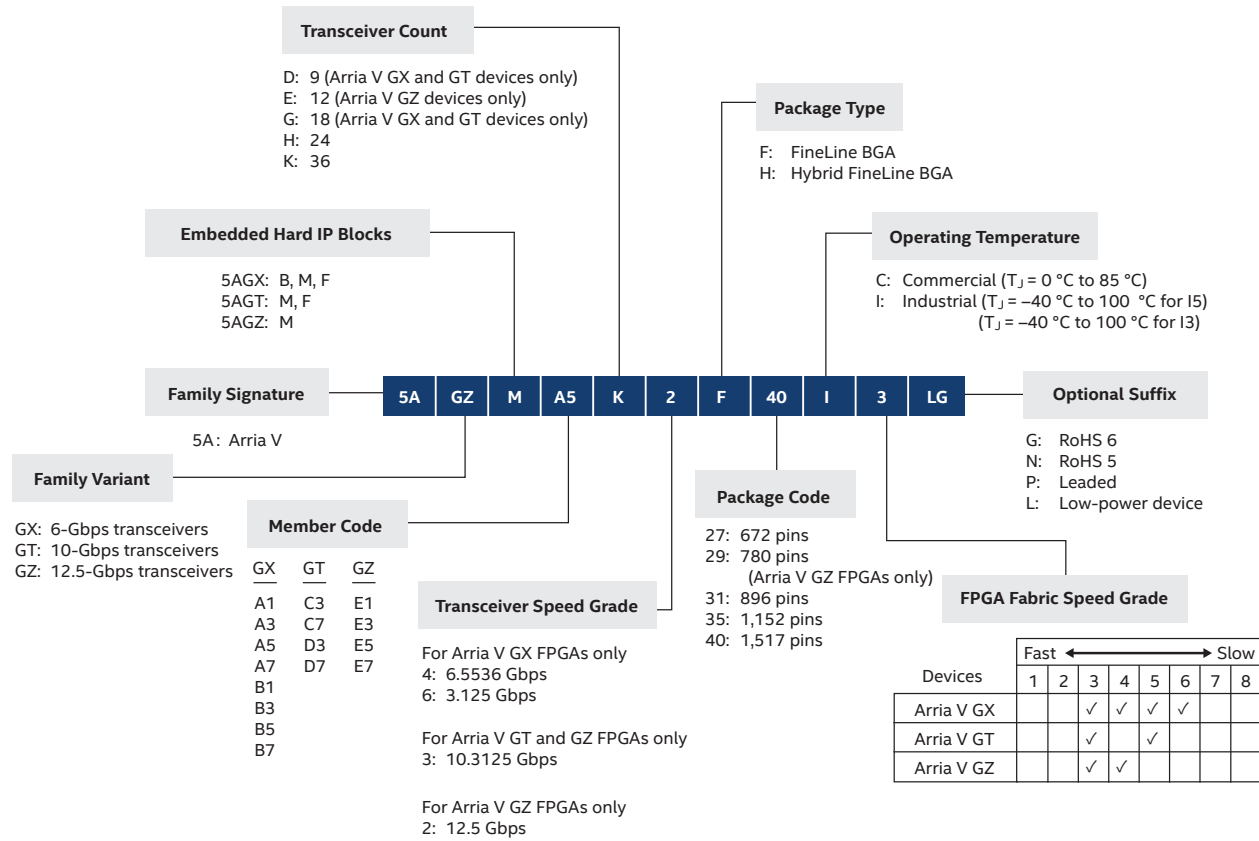 Transceiver Count
D: 9 (Arria V GX and GT devices only)
E: 12 (Arria V GZ devices only)
G: 18 (Arria V GX and GT devices only)
H: 24
K: 36
Package Type
F: FineLine BGA
H: Hybrid FineLine BGA
Embedded Hard IP Blocks
5AGX: B, M, F
5AGT: M, F
5AGZ: M
Operating Temperature
C: Commercial (TJ = 0 °C to 85 °C)
I: Industrial (TJ = –40 °C to 100 °C for I5)
(TJ = –40 °C to 100 °C for I3)
Family Signature
5A: Arria V
5A GZ M A5 K 2 F 40 I 3 LG
Optional Suffix
G: RoHS 6
N: RoHS 5
P: Leaded
L: Low-power device
Family Variant
GX: 6-Gbps transceivers
GT: 10-Gbps transceivers
GZ: 12.5-Gbps transceivers
Member Code
GX GT GZ
A1 C3 E1
A3 C7 E3
A5 D3 E5
A7 D7 E7
B1
B3
B5
B7
Transceiver Speed Grade
For Arria V GX FPGAs only
4: 6.5536 Gbps
6: 3.125 Gbps
For Arria V GT and GZ FPGAs only
3: 10.3125 Gbps
For Arria V GZ FPGAs only
2: 12.5 Gbps
Package Code
27: 672 pins
29: 780 pins
(Arria V GZ FPGAs only)
31: 896 pins
35: 1,152 pins
40: 1,517 pins
FPGA Fabric Speed Grade
Fast Slow
Devices 1 2 3 4 5 6 7 8
Arria V GX ✓ ✓ ✓ ✓
Arria V GT ✓ ✓
Arria V GZ ✓ ✓